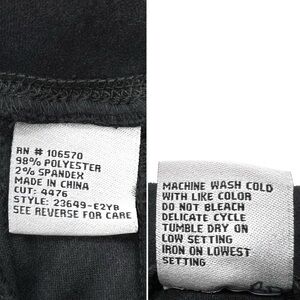 RN # 106570
98% POLYESTER
2% SPANDEX
MADE IN CHINA
CUT: 4476
STYLE: 23649-E2YB
SEE REVERSE FOR CARE
MACHINE WASH COLD
WITH LIKE COLOR
DO NOT BLEACH
DELICATE CYCLE
TUMBLE DRY ON
LOW SETTING
IRON ON LOWEST
SETTING